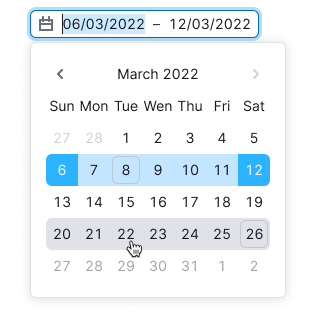 06/03/2022 – 12/03/2022
March 2022
Sun Mon Tue Wen Thu Fri Sat
27 28 1 2 3 4 5
6 7 8 9 10 11 12
13 14 15 16 17 18 19
20 21 22 23 24 25 26
27 28 29 30 31 1 2